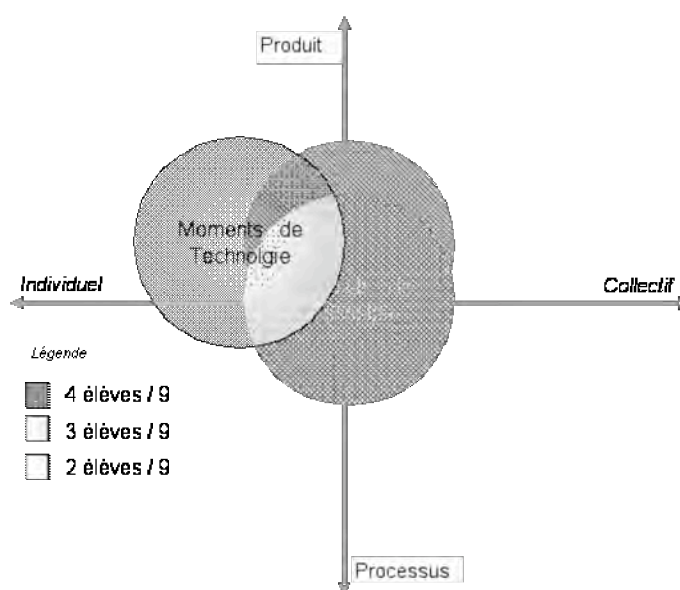 Produit
Moments de
Technolgie
Individuel
Collectif
Légende
4 élèves / 9
3 élèves / 9
2 élèves / 9
Processus